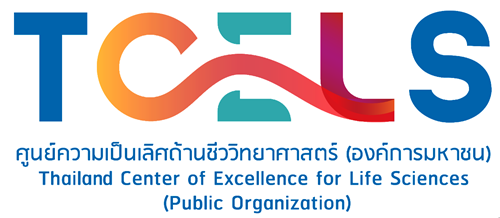 TCELS
ศูนย์ความเป็นเลิศด้านชีววิทยาศาสตร์ (องค์การมหาชน)
Thailand Center of Excellence for Life Sciences
(Public Organization)